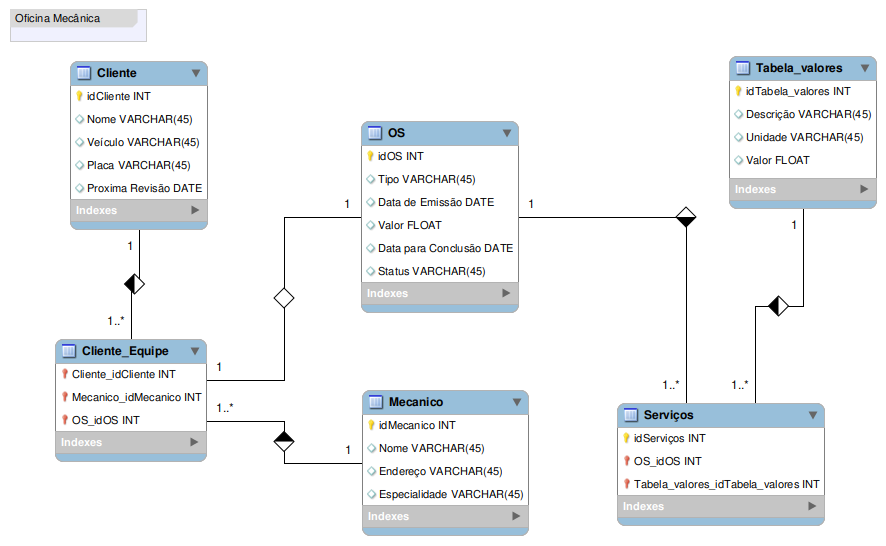 Oficina Mecânica
Cliente
idCliente INT
Nome VARCHAR(45)
Veículo VARCHAR(45)
Placa VARCHAR(45)
Proxima Revisão DATE
Indexes
1
1..*
Cliente_Equipe
Cliente_idCliente INT
Mecanico_idMecanico INT
OS_idOS INT
Indexes
1
1..*
1
1
OS
idOS INT
Tipo VARCHAR(45)
Data de Emissão DATE
Valor FLOAT
Data para Conclusão DATE
Status VARCHAR(45)
Indexes
1
Mecanico
idMecanico INT
Nome VARCHAR(45)
Endereço VARCHAR(45)
Especialidade VARCHAR(45)
Indexes
Tabela_valores
idTabela_valores INT
Descrição VARCHAR(45)
Unidade VARCHAR(45)
Valor FLOAT
Indexes
1
1..*
1..*
Serviços
idServiços INT
OS_idOS INT
Tabela_valores_idTabela_valores INT
Indexes